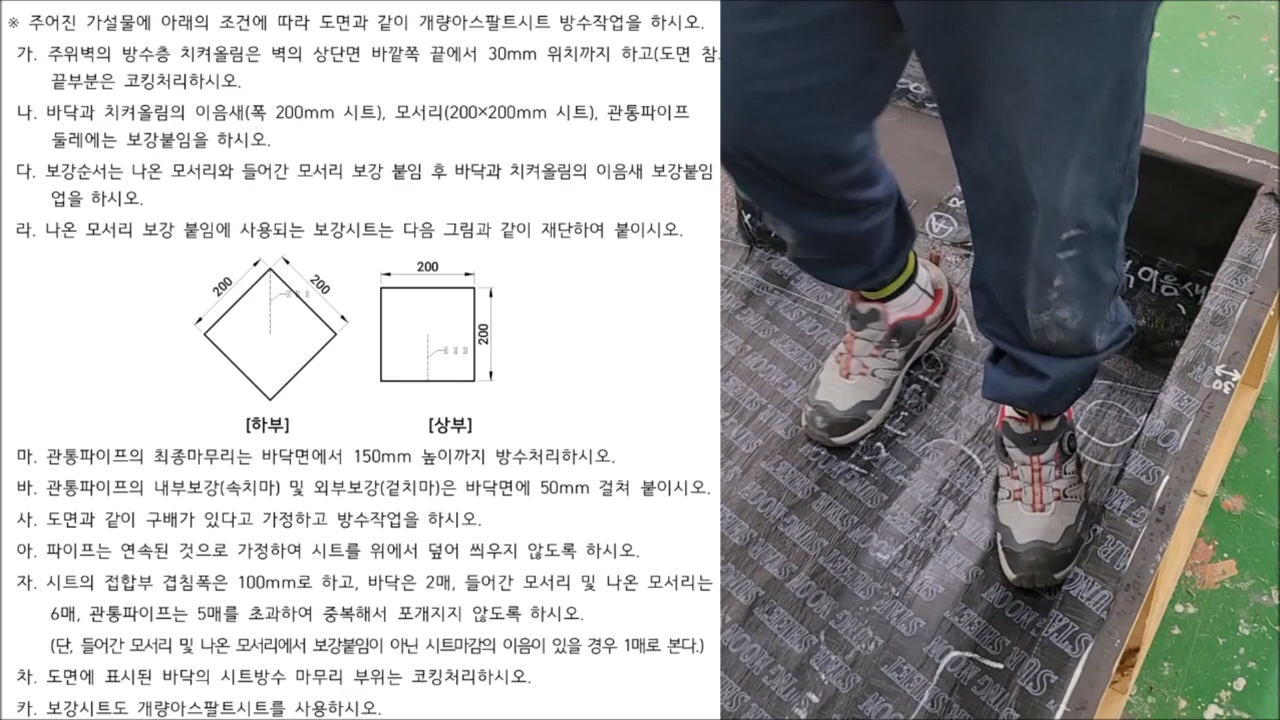 ※ 주어진 가설물에 아래의 조건에 따라 도면과 같이 개량아스팔트시트 방수작업을 하시오.
가. 주위벽의 방수층 치켜올림은 벽의 상단면 바깥쪽 끝에서 30mm 위치까지 하고(도면 참
끝부분은 코킹처리하시오.
나. 바닥과 치켜올림의 이음새(폭 200mm 시트), 모서리(200×200mm 시트), 관통파이프
둘레에는 보강붙임을 하시오.
다. 보강순서는 나온 모서리와 들어간 모서리 보강 붙임 후 바닥과 치켜올림의 이음새 보강붙임
업을 하시오.
라. 나온 모서리 보강 붙임에 사용되는 보강시트는 다음 그림과 같이 재단하여 붙이시오.
200 200 200 200
[하부] [상부]
마. 관통파이프의 최종마무리는 바닥면에서 150mm 높이까지 방수처리하시오.
바. 관통파이프의 내부보강(속치마) 및 외부보강(겉치마)은 바닥면에 50mm 걸쳐 붙이시오.
사. 도면과 같이 구배가 있다고 가정하고 방수작업을 하시오.
아. 파이프는 연속된 것으로 가정하여 시트를 위에서 덮어 씌우지 않도록 하시오.
자. 시트의 접합부 겹침폭은 100mm로 하고, 바닥은 2매, 들어간 모서리 및 나온 모서리는
6매, 관통파이프는 5매를 초과하여 중복해서 포개지지 않도록 하시오.
(단, 들어간 모서리 및 나온 모서리에서 보강붙임이 아닌 시트마감의 이음이 있을 경우 1매로 본다.)
차. 도면에 표시된 바닥의 시트방수 마무리 부위는 코킹처리하시오.
카. 보강시트도 개량아스팔트시트를 사용하시오.
이음새
30
SUNG MOON
STAR SHEET